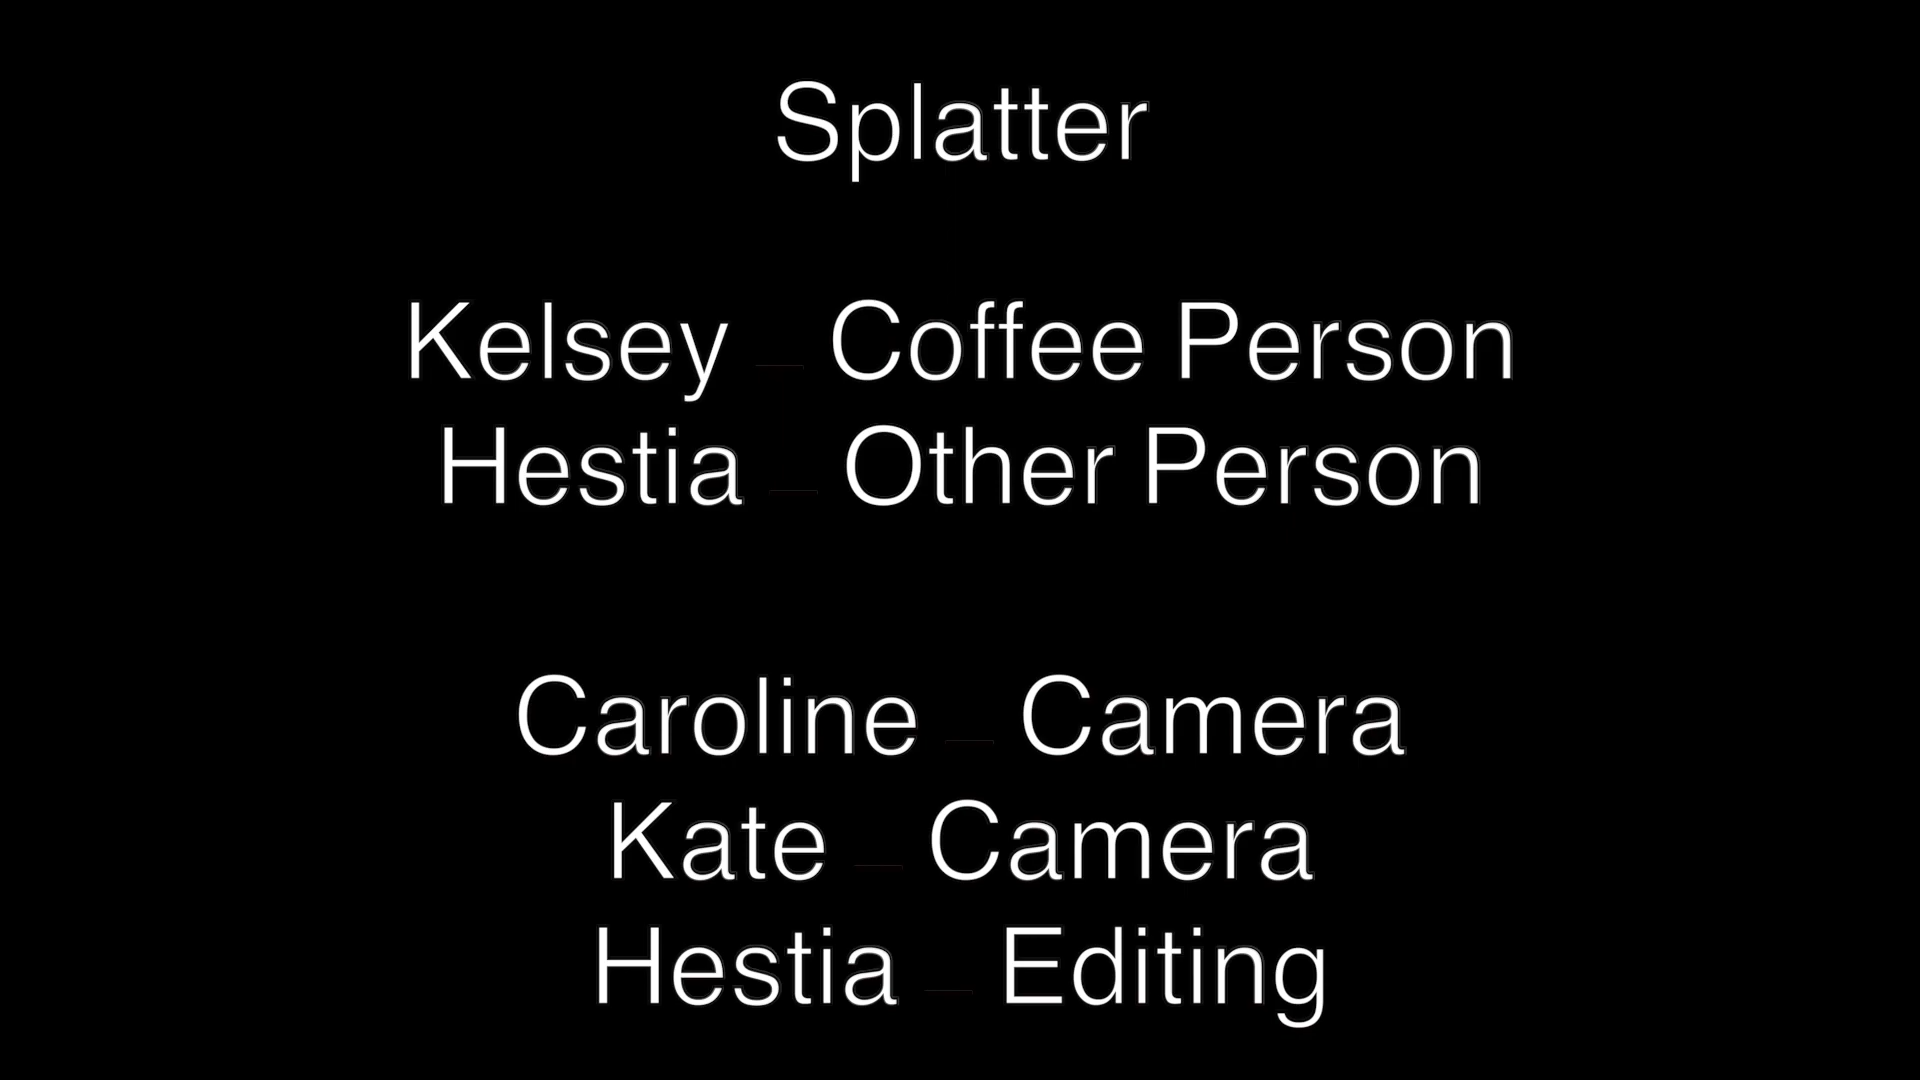 Splatter
Kelsey – Coffee Person
Hestia – Other Person
Caroline – Camera
Kate – Camera
Hestia – Editing